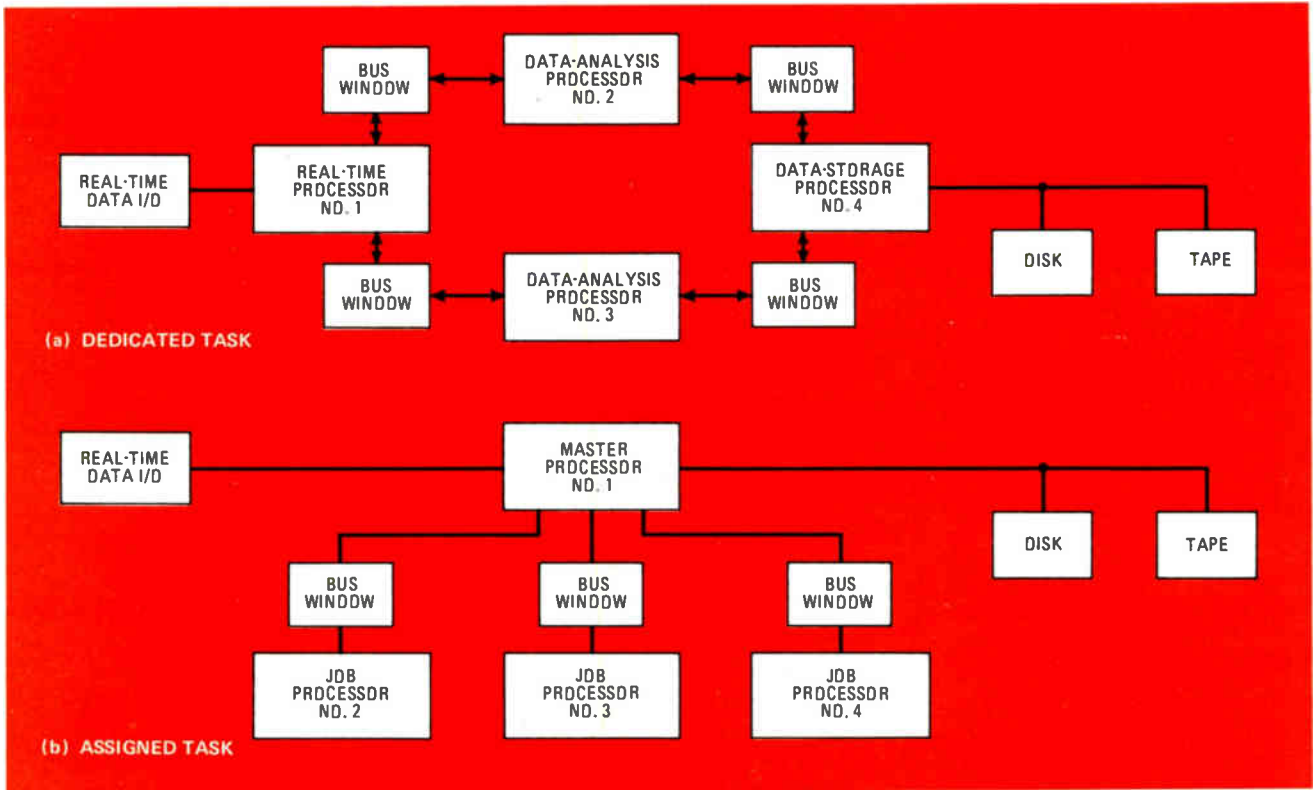 BUS
WINDOW
DATA-ANALYSIS
PROCESSOR
NO. 2
BUS
WINDOW
REAL-TIME
DATA I/O
REAL-TIME
PROCESSOR
NO. 1
DATA-STORAGE
PROCESSOR
NO. 4
DISK
TAPE
BUS
WINDOW
DATA-ANALYSIS
PROCESSOR
NO. 3
BUS
WINDOW
(a) DEDICATED TASK
REAL-TIME
DATA I/O
MASTER
PROCESSOR
NO. 1
DISK
TAPE
BUS
WINDOW
BUS
WINDOW
BUS
WINDOW
JOB
PROCESSOR
NO. 2
JOB
PROCESSOR
NO. 3
JOB
PROCESSOR
NO. 4
(b) ASSIGNED TASK